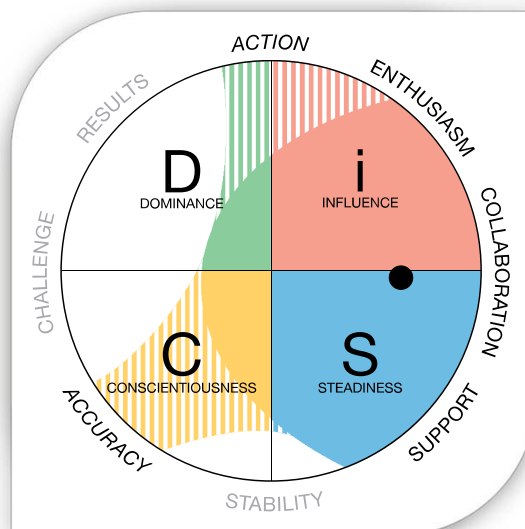 ACTION
ENTHUSIASM
RESULTS
D
DOMINANCE
i
INFLUENCE
COLLABORATION
CHALLENGE
C
CONSCIENTIOUSNESS
S
STEADINESS
ACCURACY
SUPPORT
STABILITY